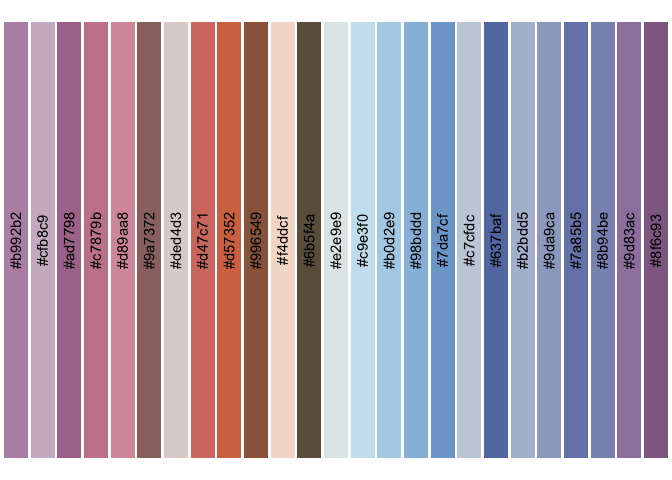 #b992b2
#cfb8c9
#ad7798
#c7879b
#d89aa8
#9a7372
#ded4d3
#d47c71
#d57352
#996549
#f4ddcf
#6b5f4a
#e2e9e9
#c9e3f0
#b0d2e9
#98bddd
#7da7cf
#c7cfdc
#637baf
#b2bdd5
#9da9ca
#7a85b5
#8b94be
#9d83ac
#8f6c93